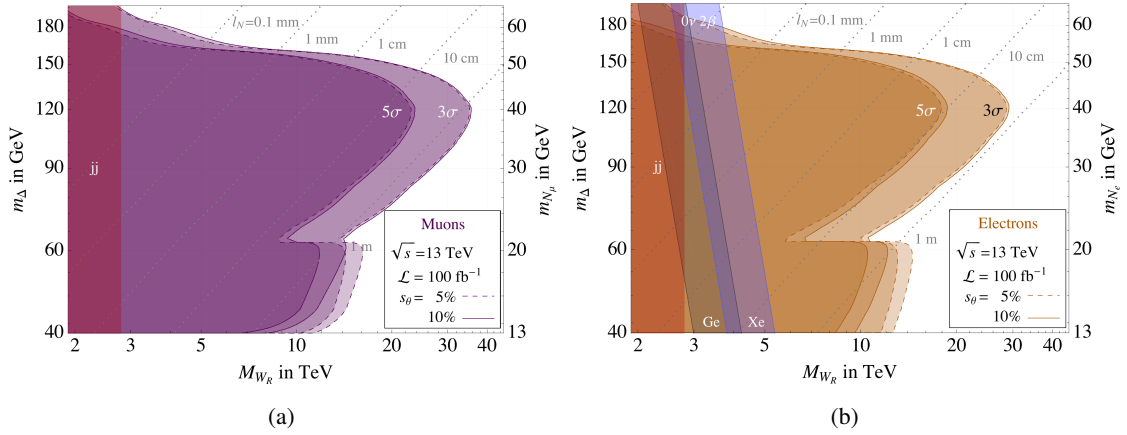 180
150
120
90
60
40
m_Δ in GeV
l_N=0.1 mm
1 mm
1 cm
10 cm
1 m
5σ
3σ
jj
Muons
√s =13 TeV
ℒ = 100 fb⁻¹
s_θ = 5%
10%
60
50
40
30
20
13
m_{N_μ} in GeV
2 3 5 10 20 30 40
M_{W_R} in TeV
(a)
180
150
120
90
60
40
m_Δ in GeV
0ν 2β
l_N=0.1 mm
1 mm
1 cm
10 cm
1 m
5σ
3σ
jj
Ge
Xe
Electrons
√s =13 TeV
ℒ = 100 fb⁻¹
s_θ = 5%
10%
60
50
40
30
20
13
m_{N_e} in GeV
2 3 5 10 20 30 40
M_{W_R} in TeV
(b)